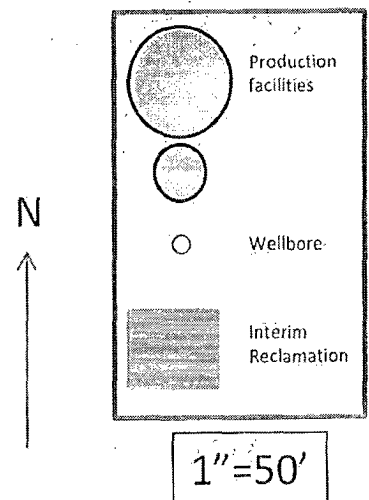 Production
facilities
N
Wellbore
Interim
Reclamation
1"=50'